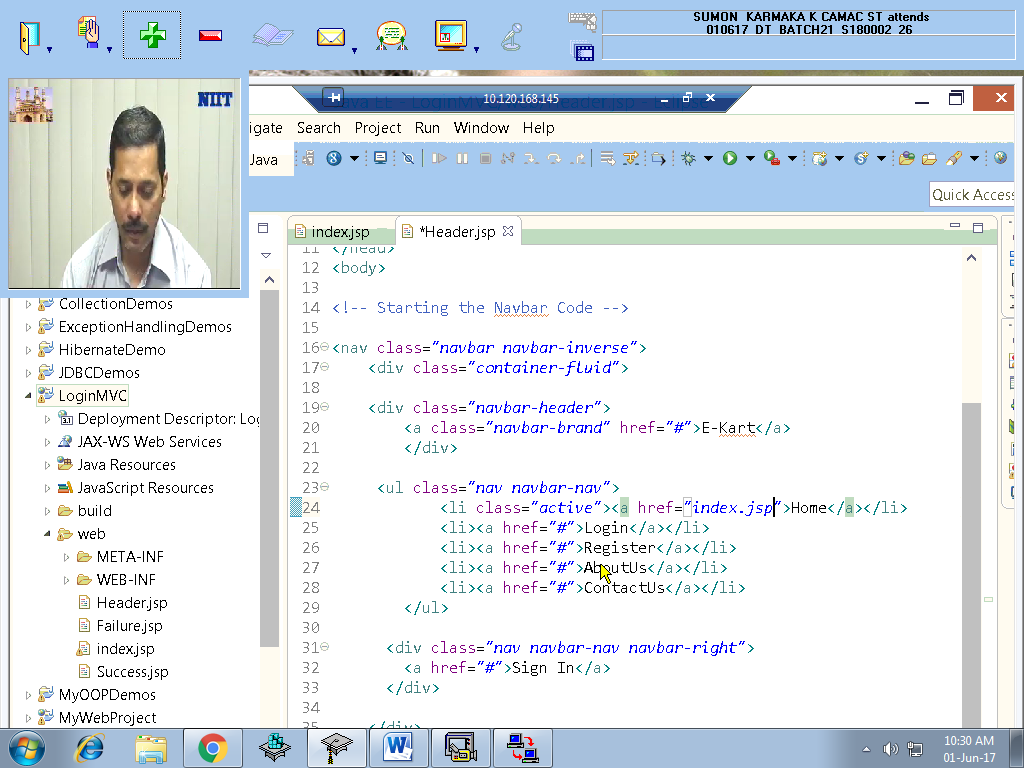 SUMON KARMAKA K CAMAC ST attends
010617_DT_BATCH21_S180002_26
NIIT
10.120.168.145
igate Search Project Run Window Help
Java
Quick Access
index.jsp
*Header.jsp
11 </head>
12 <body>
13
14 <!-- Starting the Navbar Code -->
15
16 <nav class="navbar navbar-inverse">
17 <div class="container-fluid">
18
19 <div class="navbar-header">
20 <a class="navbar-brand" href="#">E-Kart</a>
21 </div>
22
23 <ul class="nav navbar-nav">
24 <li class="active"><a href="index.jsp">Home</a></li>
25 <li><a href="#">Login</a></li>
26 <li><a href="#">Register</a></li>
27 <li><a href="#">AboutUs</a></li>
28 <li><a href="#">ContactUs</a></li>
29 </ul>
30
31 <div class="nav navbar-nav navbar-right">
32 <a href="#">Sign In</a>
33 </div>
34
35 </div>
CollectionDemos
ExceptionHandlingDemos
HibernateDemo
JDBCDemos
LoginMVC
Deployment Descriptor: Log
JAX-WS Web Services
Java Resources
JavaScript Resources
build
web
META-INF
WEB-INF
Header.jsp
Failure.jsp
index.jsp
Success.jsp
MyOOPDemos
MyWebProject
10:30 AM
01-Jun-17